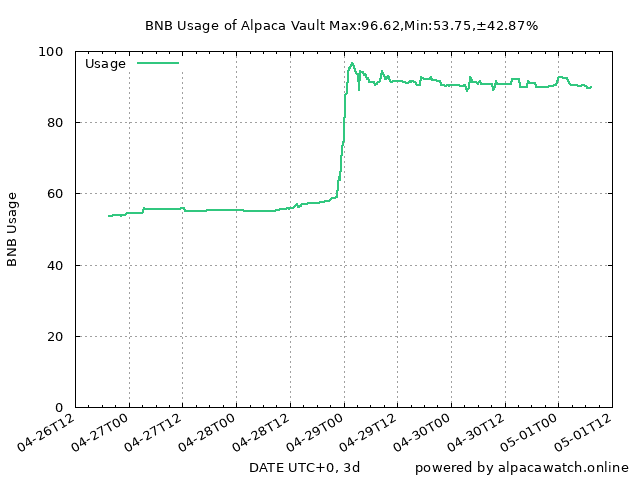 BNB Usage of Alpaca Vault Max:96.62,Min:53.75,±42.87%
Usage
100
80
60
40
20
0
BNB Usage
04-26T12
04-27T00
04-27T12
04-28T00
04-28T12
04-29T00
04-29T12
04-30T00
04-30T12
05-01T00
05-01T12
DATE UTC+0, 3d
powered by alpacawatch.online